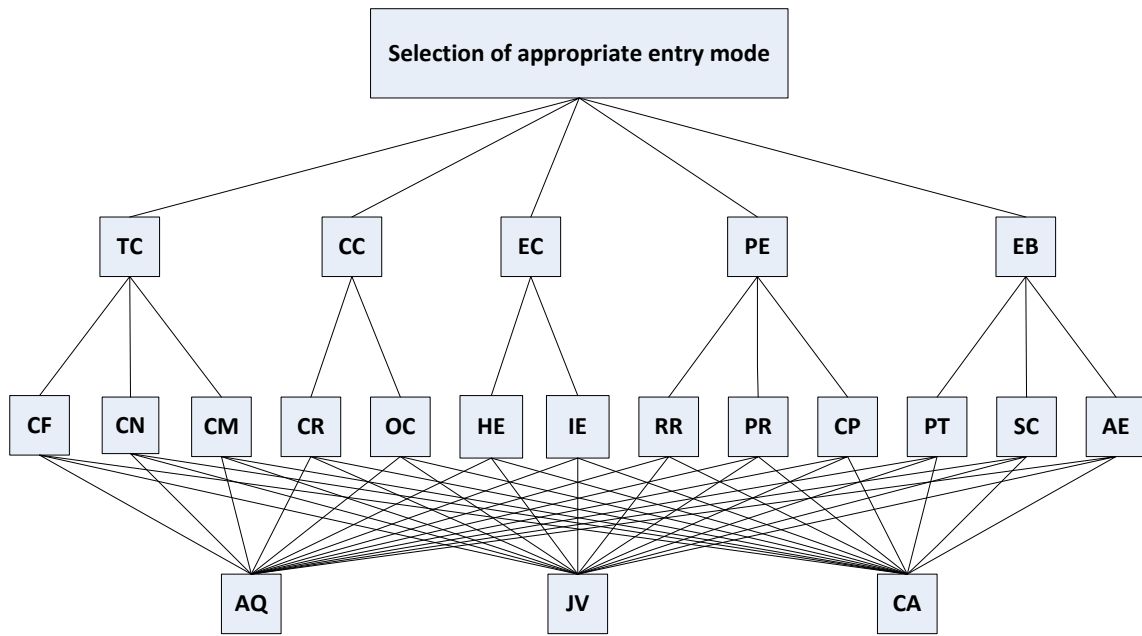 Selection of appropriate entry mode
TC CC EC PE EB
CF CN CM CR OC HE IE RR PR CP PT SC AE
AQ JV CA